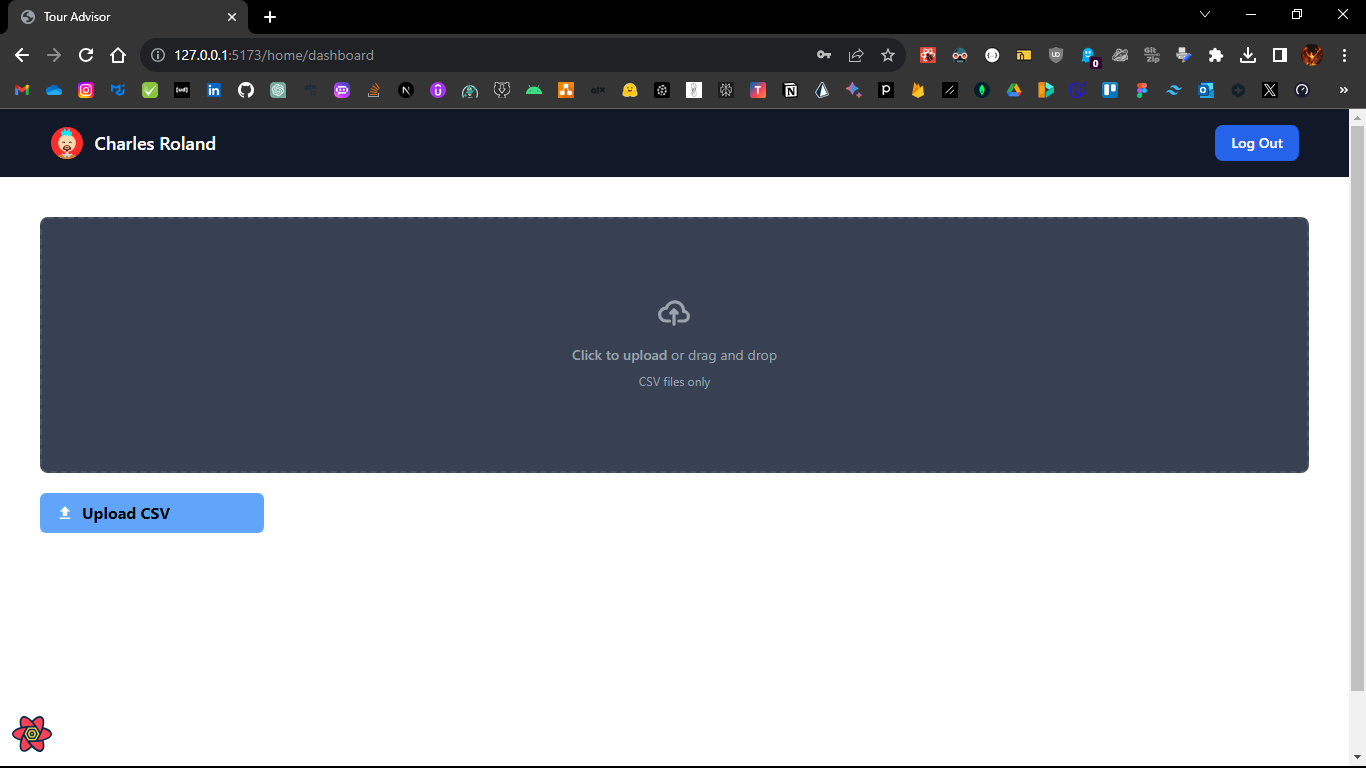 Tour Advisor
127.0.0.1:5173/home/dashboard
0
Charles Roland
Log Out
Click to upload or drag and drop
CSV files only
Upload CSV